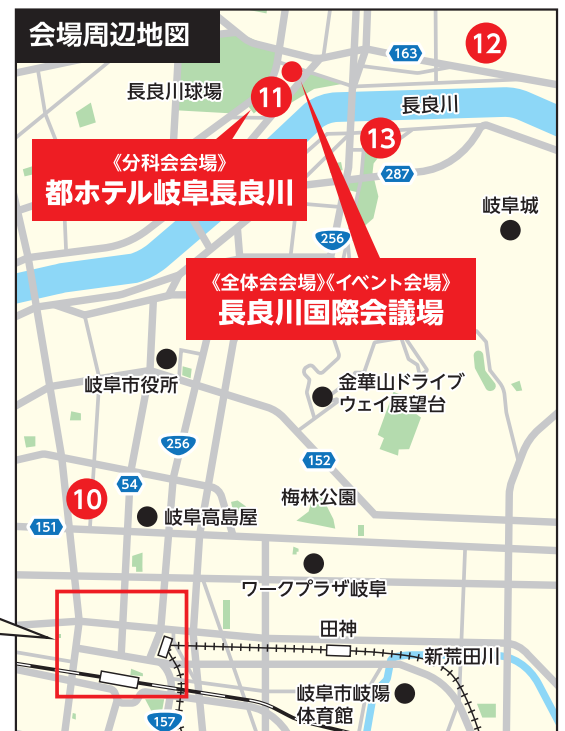 会場周辺地図
12
163
長良川球場
11
長良川
13
《分科会会場》
都ホテル岐阜長良川
287
岐阜城
256
《全体会会場》《イベント会場》
長良川国際会議場
岐阜市役所
金華山ドライブ
ウェイ展望台
256
152
54
10
梅林公園
岐阜高島屋
151
ワークプラザ岐阜
田神
新荒田川
岐阜市岐陽
体育館
157